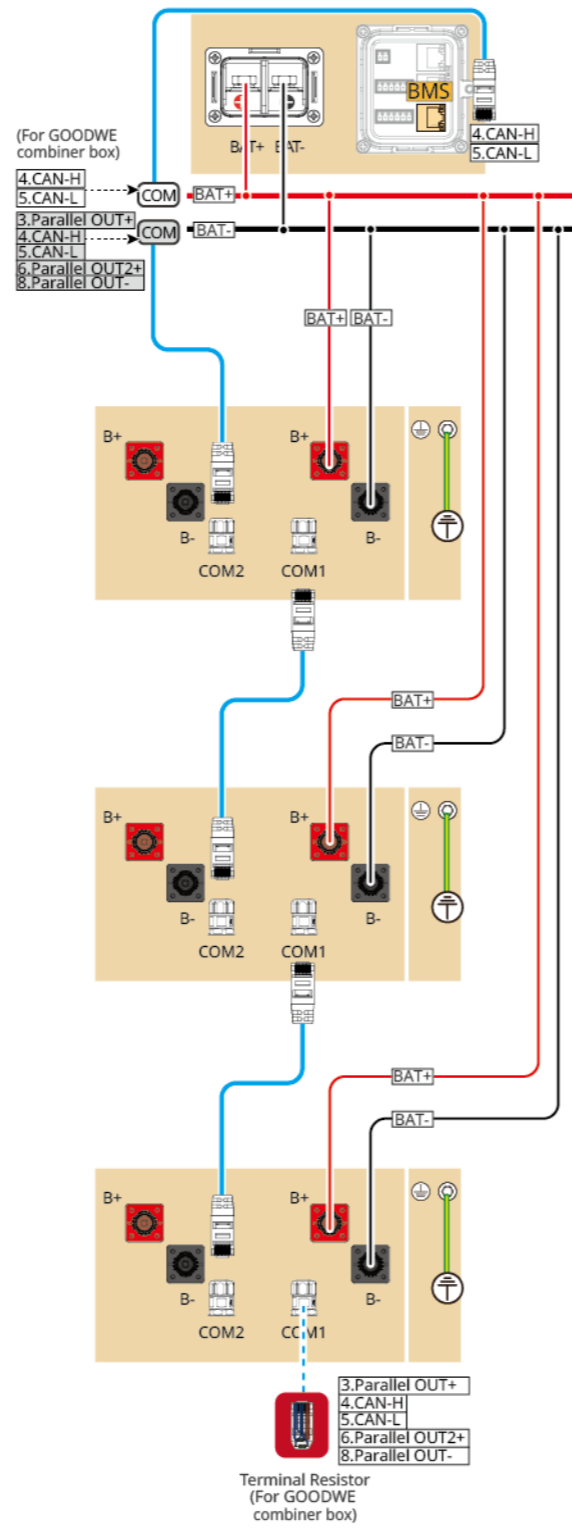 BMS
4.CAN-H
5.CAN-L
BAT+
BAT-
(For GOODWE
combiner box)
4.CAN-H
5.CAN-L
COM
BAT+
3.Parallel OUT+
4.CAN-H
5.CAN-L
6.Parallel OUT2+
8.Parallel OUT-
COM
BAT-
BAT+
BAT-
B+
B+
B-
B-
COM2
COM1
BAT+
BAT-
B+
B+
B-
B-
COM2
COM1
BAT+
BAT-
B+
B+
B-
B-
COM2
COM1
3.Parallel OUT+
4.CAN-H
5.CAN-L
6.Parallel OUT2+
8.Parallel OUT-
Terminal Resistor
(For GOODWE
combiner box)